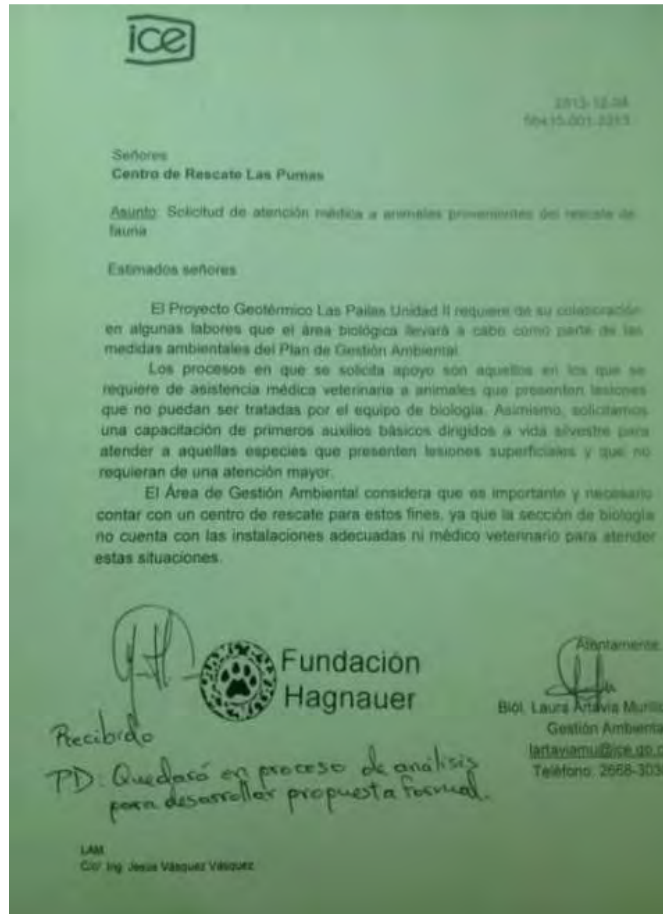 ice
2013-12-04
Señores
Centro de Rescate Las Pumas
Asunto: Solicitud de atención médica a animales provenientes del rescate de
fauna
Estimados señores
El Proyecto Geotérmico Las Pailas Unidad II requiere de su colaboración
en algunas labores que el área biológica llevará a cabo como parte de las
medidas ambientales del Plan de Gestión Ambiental.
Los procesos en que se solicita apoyo son aquellos en los que se
requiere de asistencia médica veterinaria a animales que presenten lesiones
que no puedan ser tratadas por el equipo de biología. Asimismo, solicitamos
una capacitación de primeros auxilios básicos dirigidos a vida silvestre para
atender a aquellas especies que presenten lesiones superficiales y que no
requieran de una atención mayor.
El Área de Gestión Ambiental considera que es importante y necesario
contar con un centro de rescate para estos fines, ya que la sección de biología
no cuenta con las instalaciones adecuadas ni médico veterinario para atender
estas situaciones.
Fundación
Hagnauer
Recibido
PD: Quedará en proceso de análisis
para desarrollar propuesta formal.
Atentamente,
Biol. Laura Artavia Murill
Gestión Ambienta
lartaviamu@ice.go.c
Teléfono: 2668-303
LAM
C/c/ Ing. Jesús Vásquez Vásquez